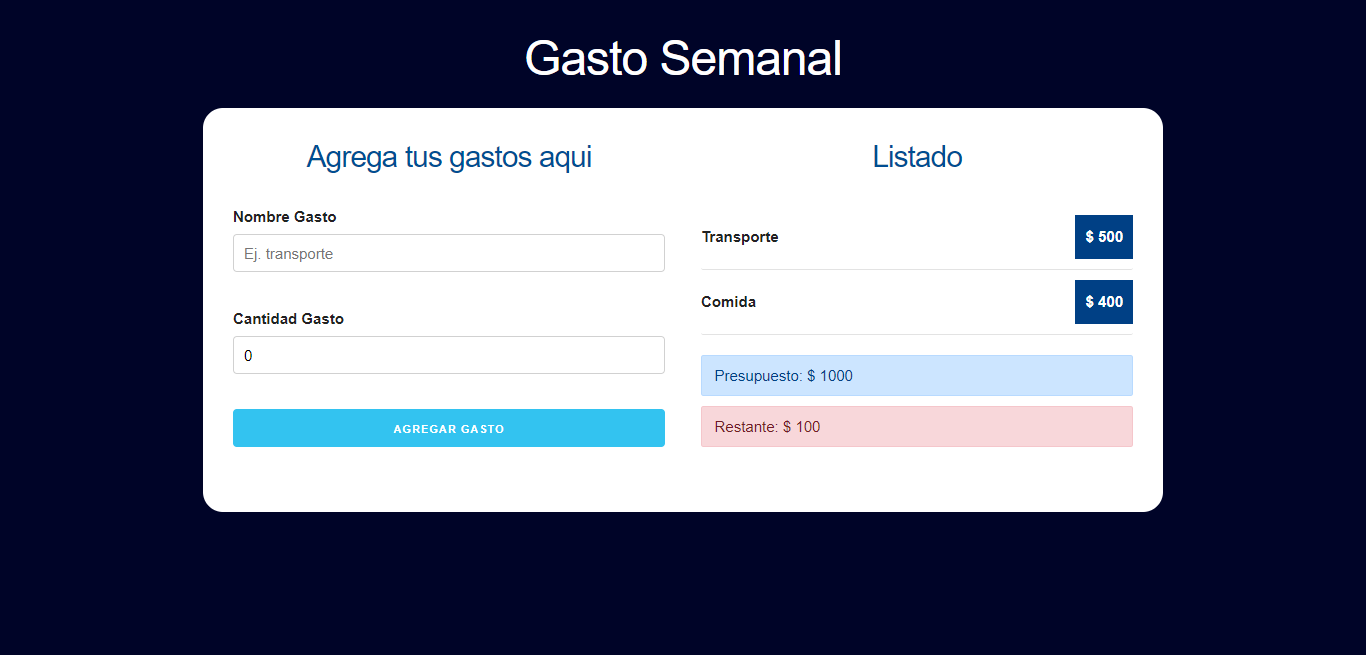 Gasto Semanal
Agrega tus gastos aqui
Nombre Gasto
Ej. transporte
Cantidad Gasto
0
AGREGAR GASTO
Listado
Transporte
$ 500
Comida
$ 400
Presupuesto: $ 1000
Restante: $ 100